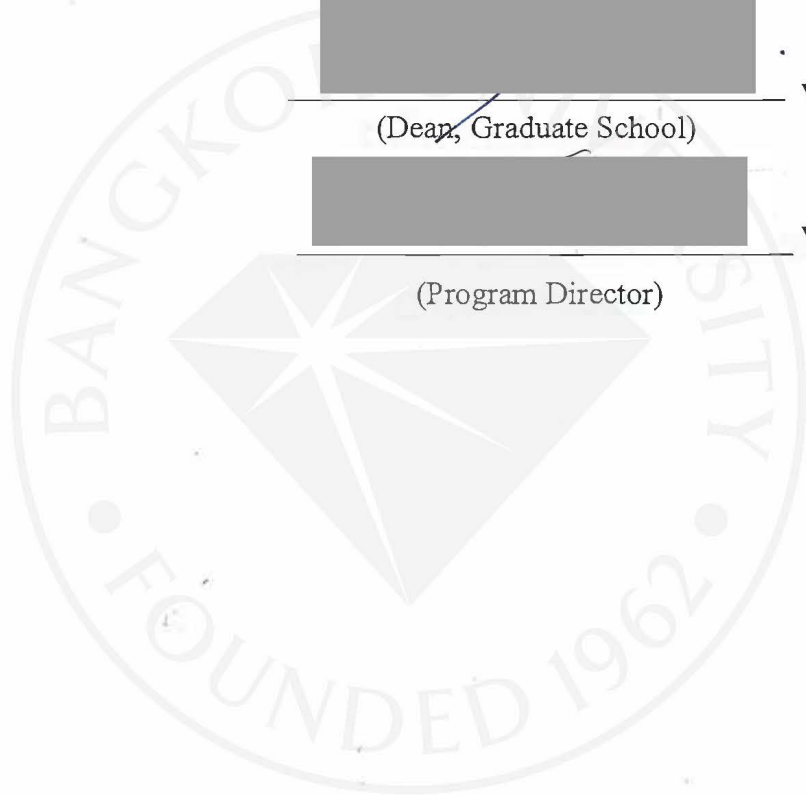 (Dean, Graduate School)
(Program Director)
BANGKOK UNIVERSITY
• FOUNDED 1962 •